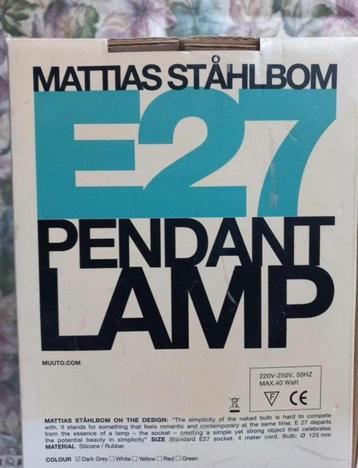 MATTIAS STÅHLBOM
E27
PENDANT
LAMP
MUUTO.COM
220V-250V, 50HZ
MAX.40 Watt
F CE
MATTIAS STÅHLBOM ON THE DESIGN: "The simplicity of the naked bulb is hard to compete
with. It stands for something that feels romantic and contemporary at the same time. E 27 departs
from the essence of a lamp – the socket – creating a simple yet strong object that celebrates
the potential beauty in simplicity" SIZE Standard E27 socket. 4 meter cord. Bulb: Ø 125 mm
MATERIAL Silicone / Rubber
COLOUR ☑ Dark Grey ☐ White ☐ Yellow ☐ Red ☐ Green